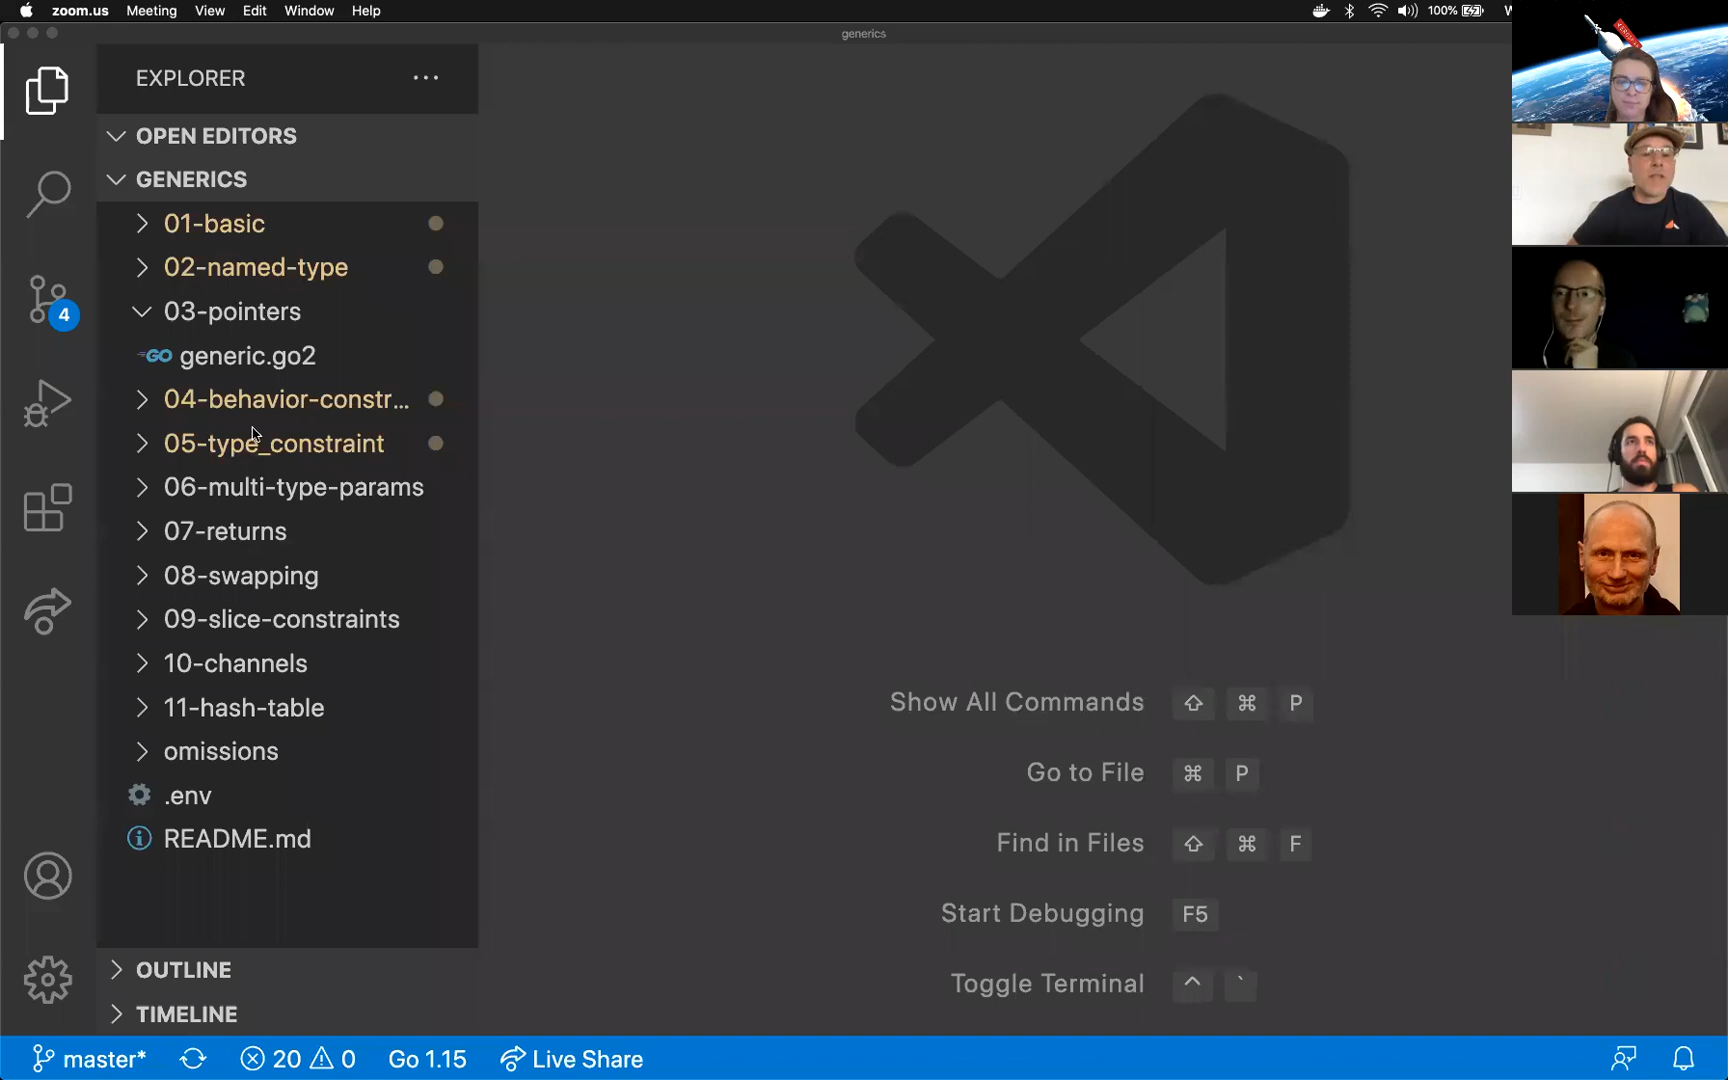 zoom.us Meeting View Edit Window Help 100%
generics
EXPLORER
OPEN EDITORS
GENERICS
01-basic
02-named-type
03-pointers
GO generic.go2
04-behavior-constr...
05-type_constraint
06-multi-type-params
07-returns
08-swapping
09-slice-constraints
10-channels
11-hash-table
omissions
.env
README.md
OUTLINE
TIMELINE
4
Show All Commands ⇧ ⌘ P
Go to File ⌘ P
Find in Files ⇧ ⌘ F
Start Debugging F5
Toggle Terminal ^ `
master* 20 0 Go 1.15 Live Share